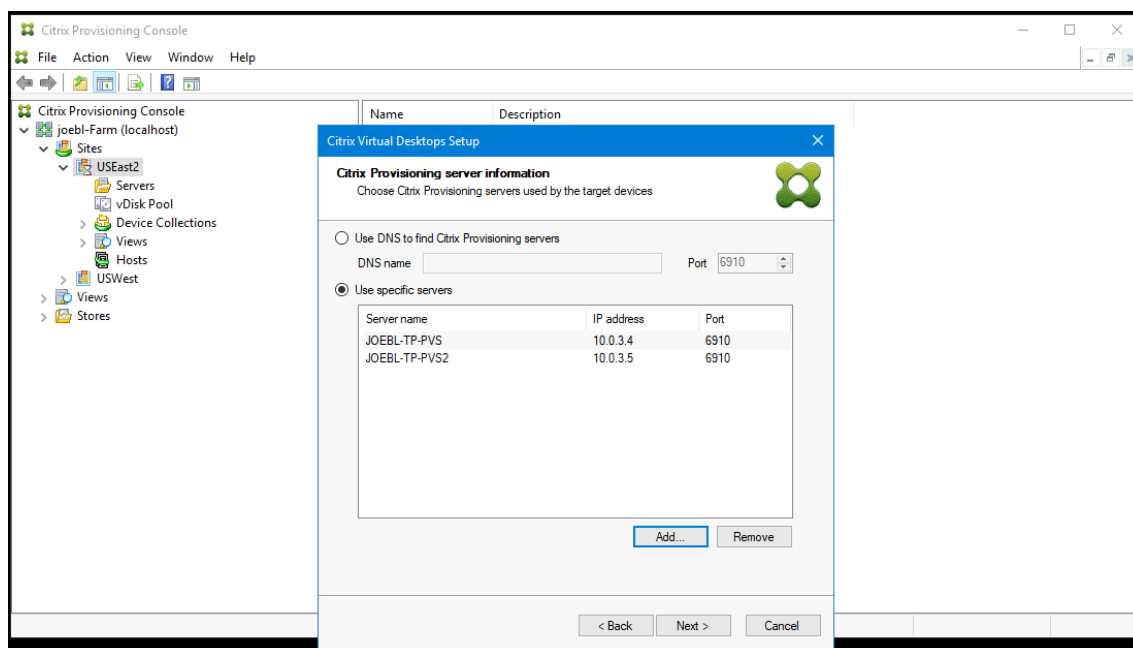 Citrix Provisioning Console
File Action View Window Help
Citrix Provisioning Console
joebl-Farm (localhost)
Sites
USEast2
Servers
vDisk Pool
Device Collections
Views
Hosts
USWest
Views
Stores
Name Description
Citrix Virtual Desktops Setup
Citrix Provisioning server information
Choose Citrix Provisioning servers used by the target devices
Use DNS to find Citrix Provisioning servers
DNS name Port 6910
Use specific servers
Server name IP address Port
JOEBL-TP-PVS 10.0.3.4 6910
JOEBL-TP-PVS2 10.0.3.5 6910
Add... Remove
< Back Next > Cancel